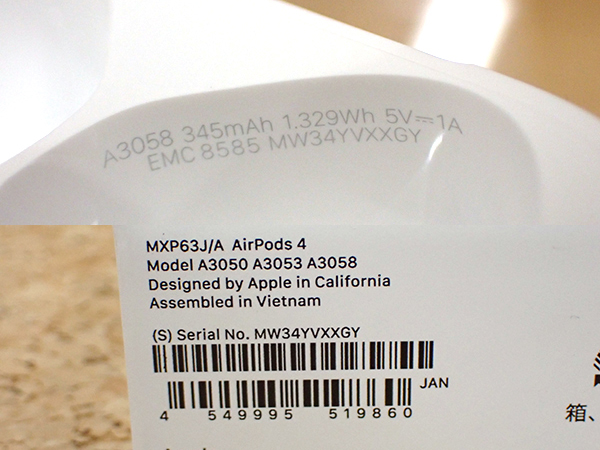 A3058 345mAh 1.329Wh 5V⎓1A
EMC 8585 MW34YVXXGY
MXP63J/A AirPods 4
Model A3050 A3053 A3058
Designed by Apple in California
Assembled in Vietnam
(S) Serial No. MW34YVXXGY
JAN
4 549995 519860
箱、